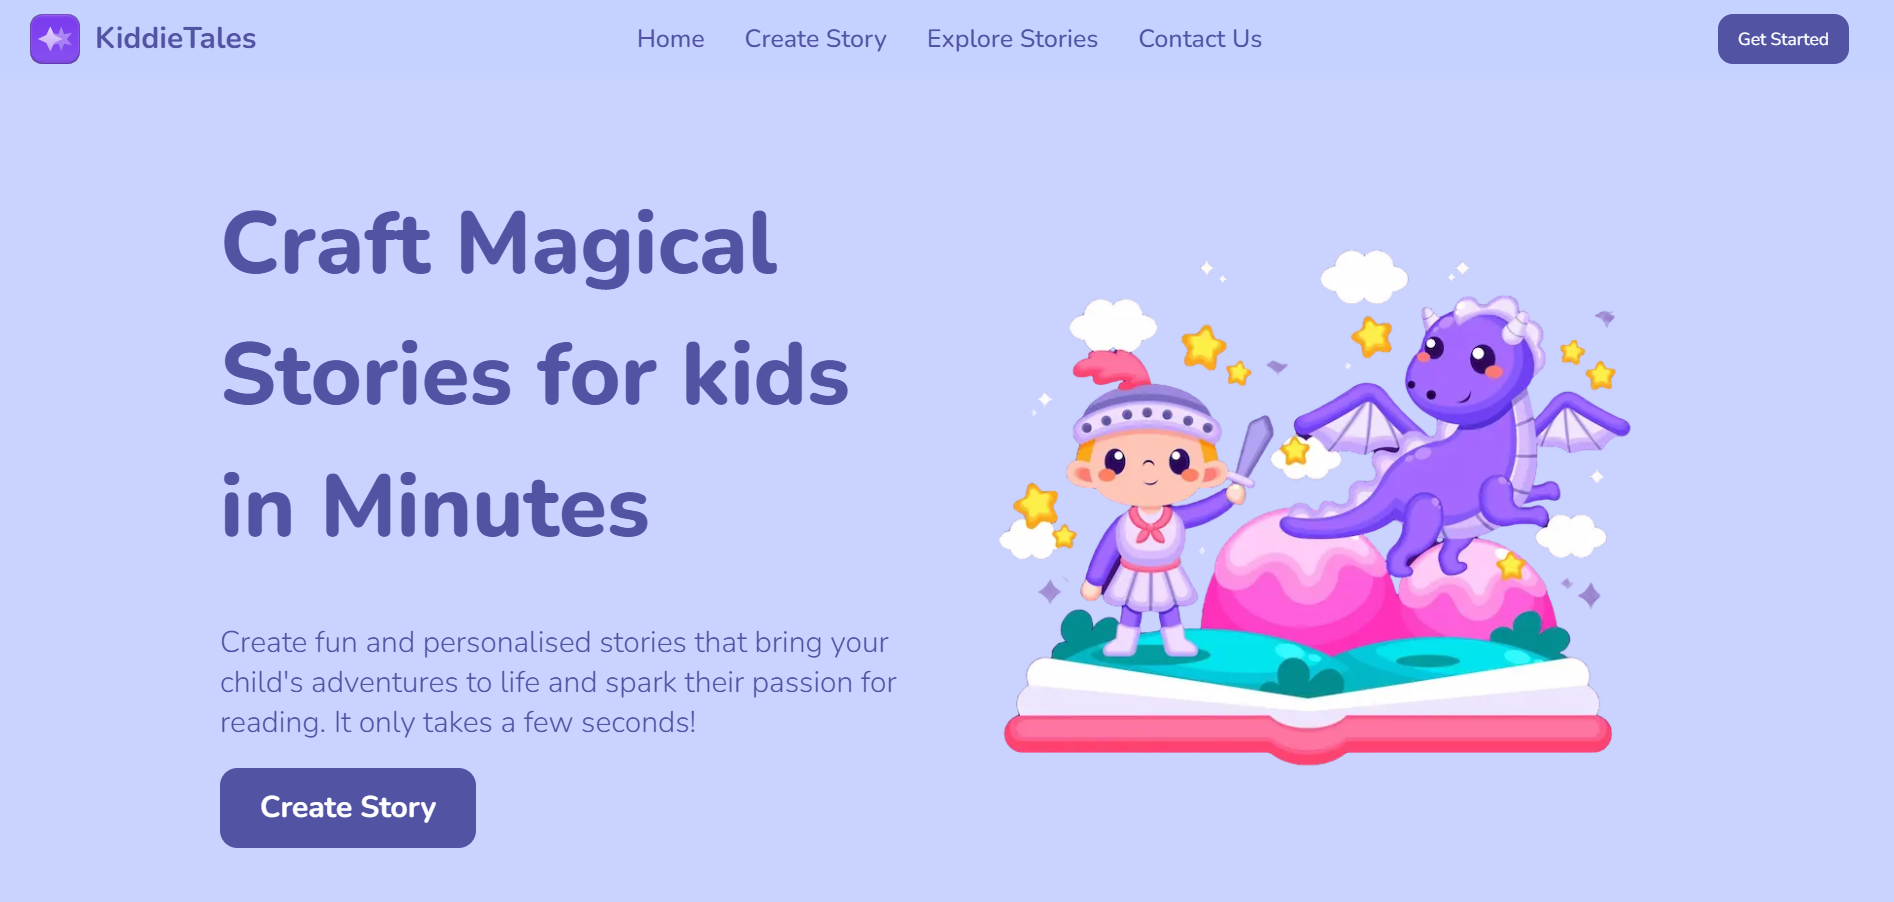 KiddieTales
Home
Create Story
Explore Stories
Contact Us
Get Started
Craft Magical
Stories for kids
in Minutes
Create fun and personalised stories that bring your
child's adventures to life and spark their passion for
reading. It only takes a few seconds!
Create Story